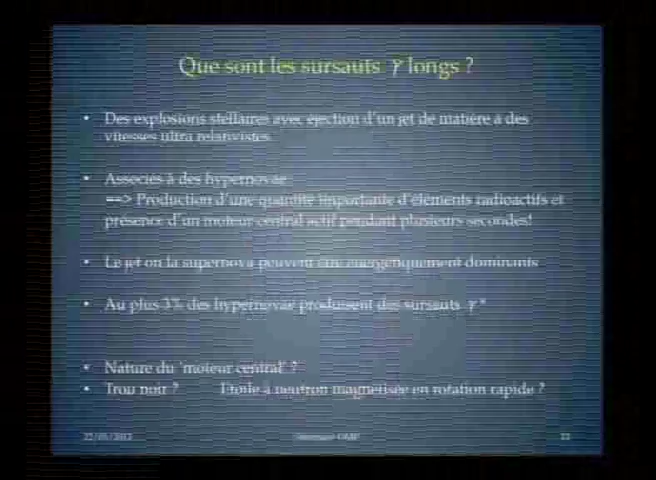 Que sont les sursauts γ longs ?
• Des explosions stellaires avec éjection d'un jet de matière à des
vitesses ultra relativistes
• Associés à des hypernovae
==> Production d'une quantité importante d'éléments radioactifs et
présence d'un moteur central actif pendant plusieurs secondes!
• Le jet ou la supernova peuvent être énergétiquement dominants
• Au plus 3% des hypernovae produisent des sursauts γ*
• Nature du 'moteur central' ?
• Trou noir ? Etoile à neutron magnétisée en rotation rapide ?
OMP